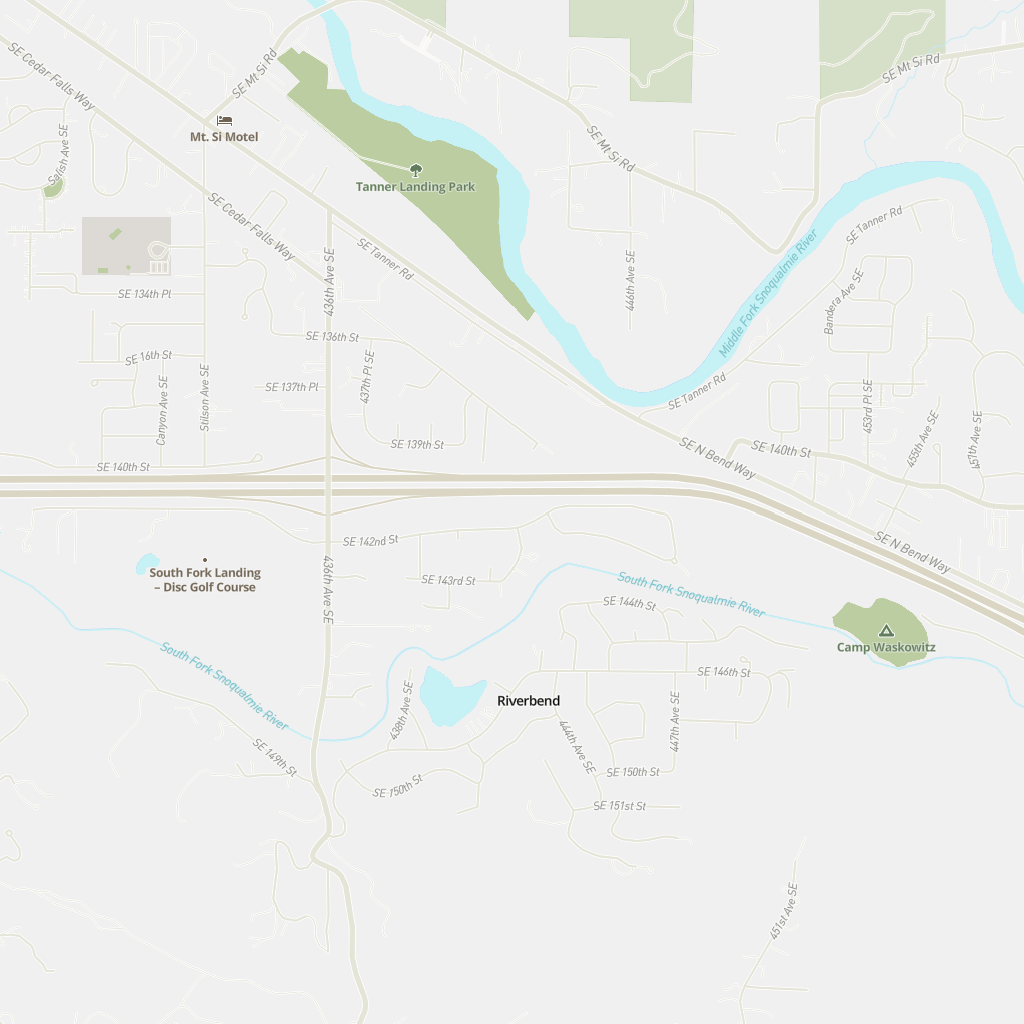 SE Cedar Falls Way
SE Mt Si Rd
SE Mt Si Rd
Mt. Si Motel
SE Mt Si Rd
Salish Ave SE
Tanner Landing Park
SE Cedar Falls Way
SE Tanner Rd
SE Tanner Rd
436th Ave SE
446th Ave SE
Middle Fork Snoqualmie River
Bandera Ave SE
SE 134th Pl
SE 136th St
SE 16th St
437th Pl SE
SE 137th Pl
Stilson Ave SE
Canyon Ave SE
SE Tanner Rd
453rd Pl SE
455th Ave SE
457th Ave SE
SE 139th St
SE N Bend Way
SE 140th St
SE 140th St
SE 142nd St
SE N Bend Way
South Fork Landing
– Disc Golf Course
436th Ave SE
SE 143rd St
South Fork Snoqualmie River
SE 144th St
Camp Waskowitz
South Fork Snoqualmie River
SE 146th St
438th Ave SE
Riverbend
447th Ave SE
444th Ave SE
SE 149th St
SE 150th St
SE 150th St
SE 151st St
451st Ave SE